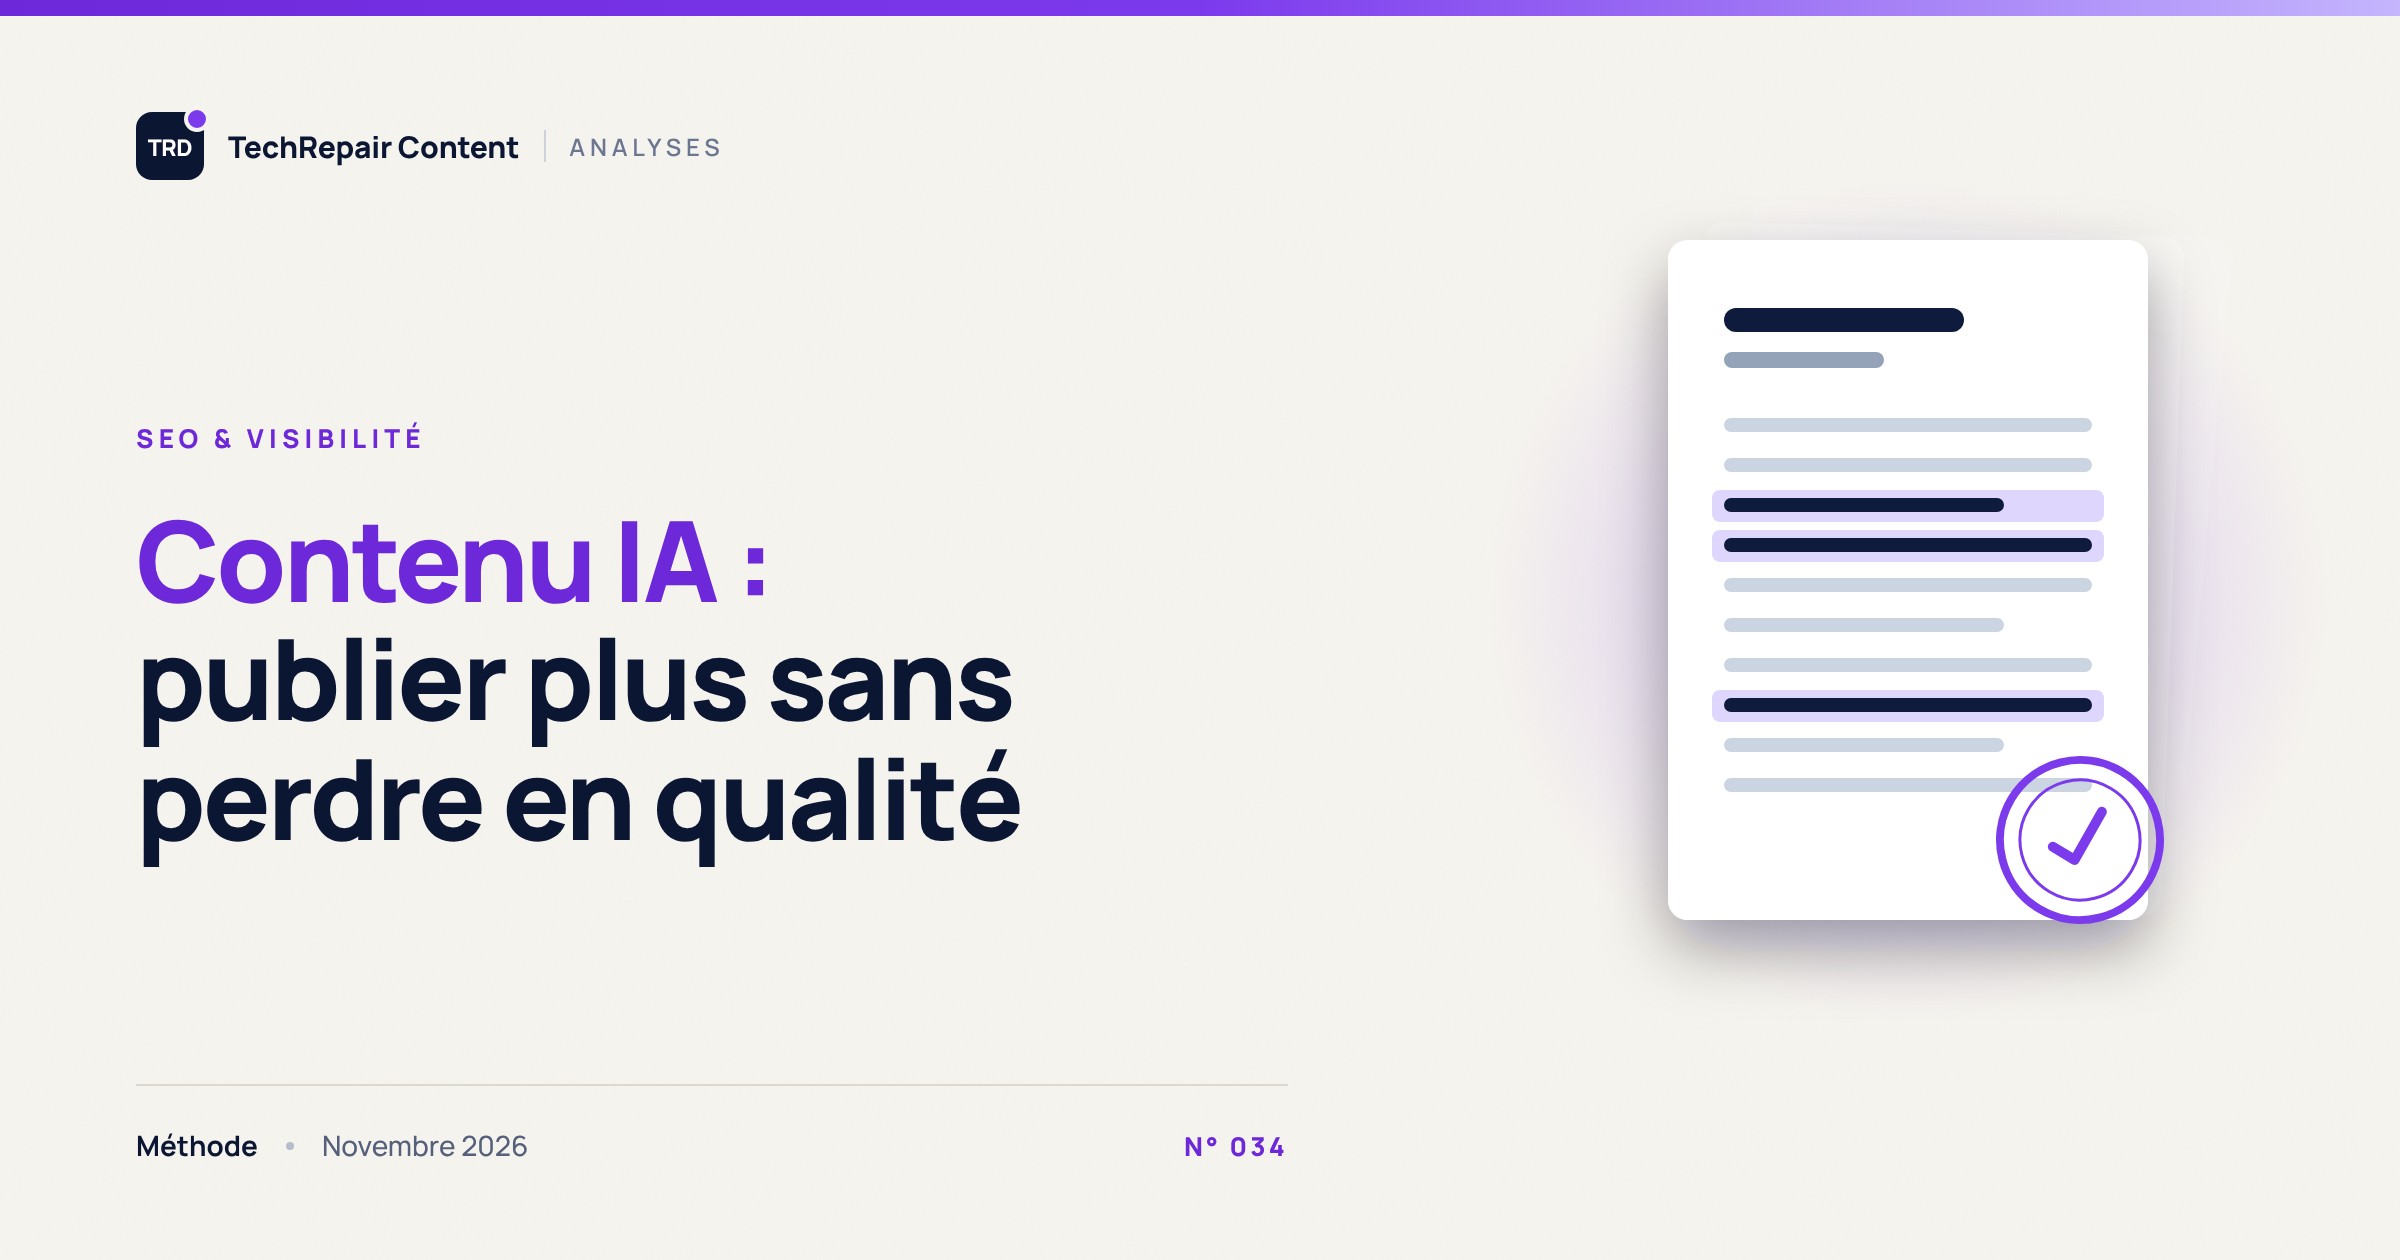 TRD
TechRepair Content
ANALYSES
SEO & VISIBILITÉ
Contenu IA :
publier plus sans
perdre en qualité
Méthode • Novembre 2026
N° 034